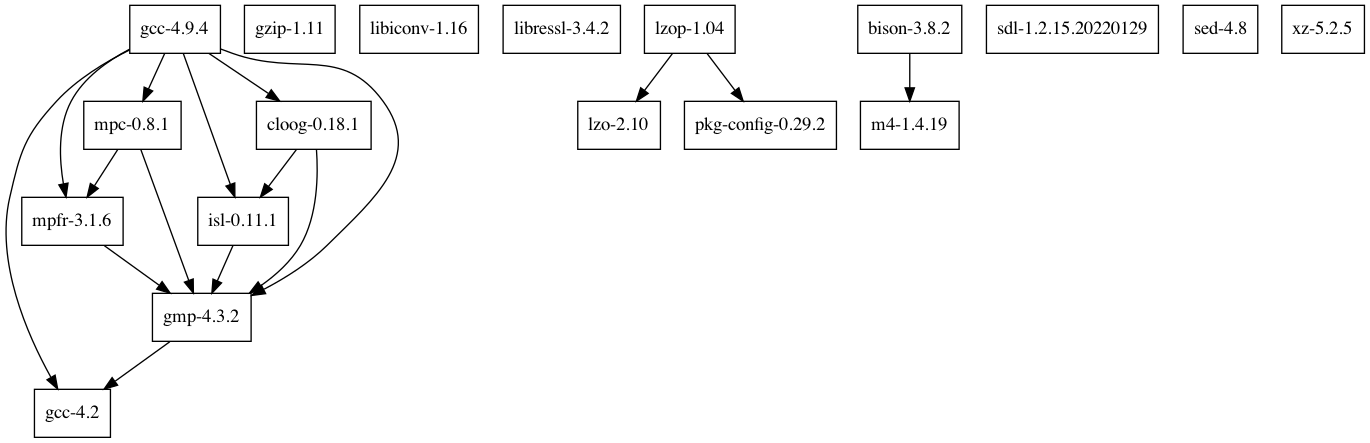 gcc-4.9.4
gzip-1.11
libiconv-1.16
libressl-3.4.2
lzop-1.04
bison-3.8.2
sdl-1.2.15.20220129
sed-4.8
xz-5.2.5
mpc-0.8.1
cloog-0.18.1
lzo-2.10
pkg-config-0.29.2
m4-1.4.19
mpfr-3.1.6
isl-0.11.1
gmp-4.3.2
gcc-4.2